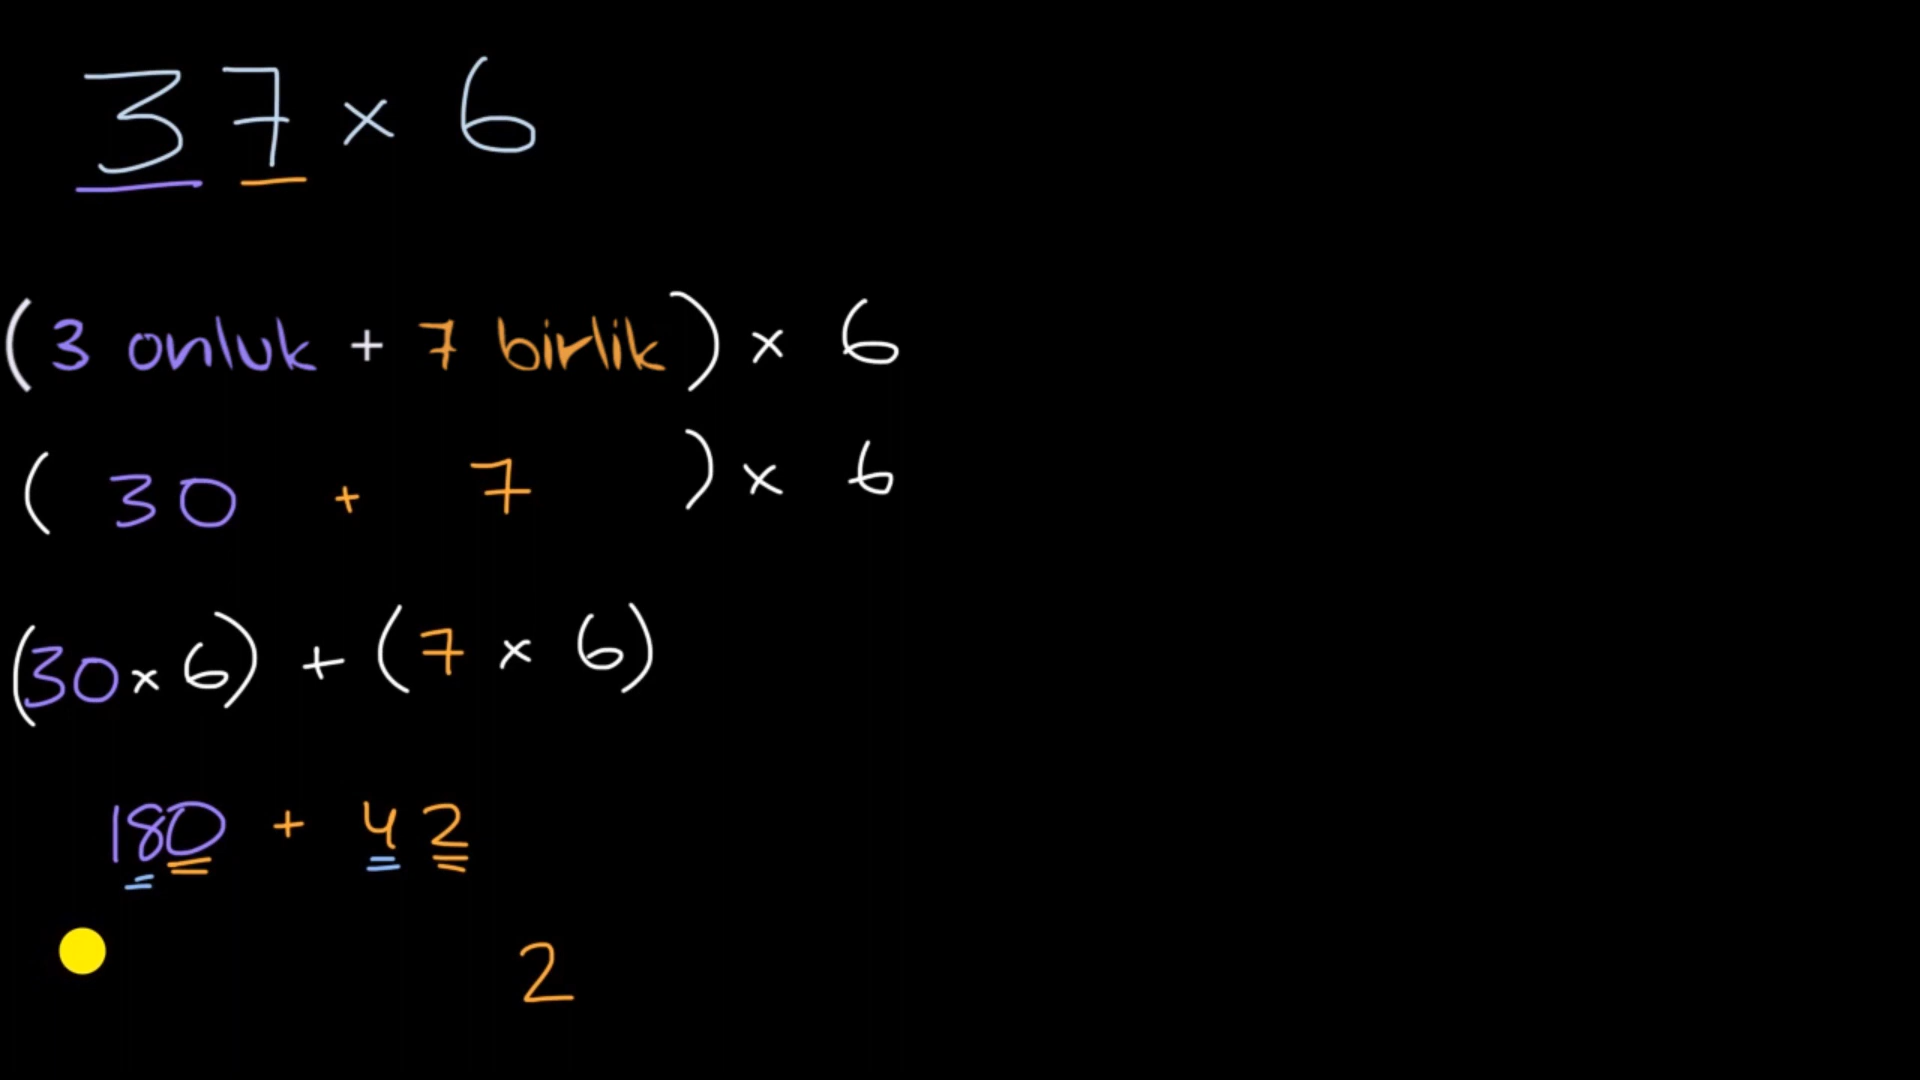 37 × 6
(3 onluk + 7 birlik) × 6
(30 + 7) × 6
(30 × 6) + (7 × 6)
180 + 42
2